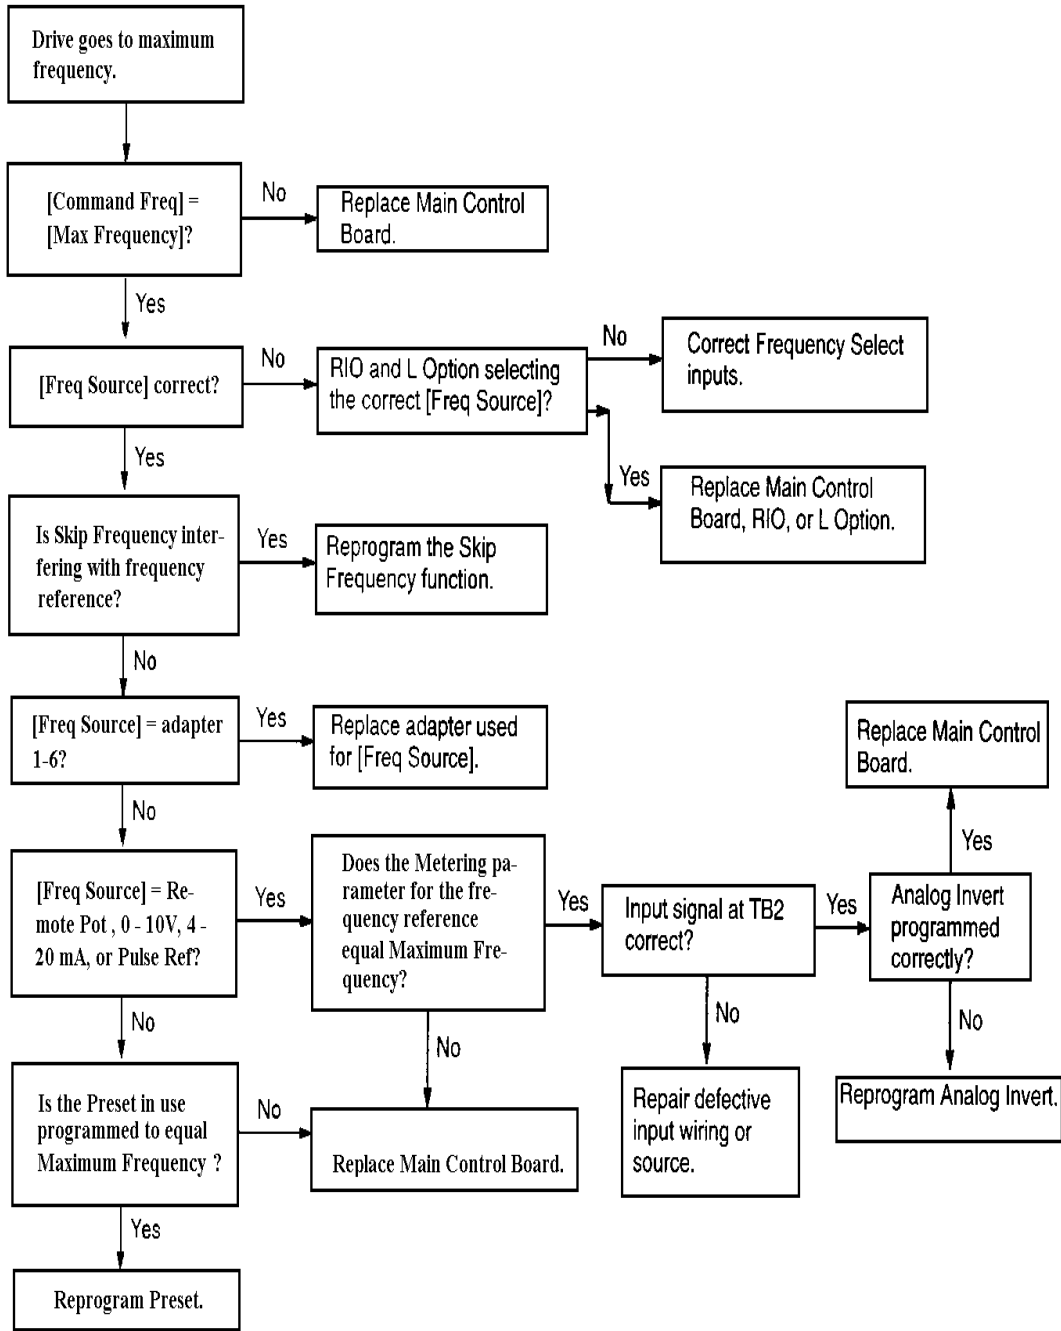 Drive goes to maximum
frequency.
[Command Freq] =
[Max Frequency]?
No
Replace Main Control
Board.
Yes
[Freq Source] correct?
No
RIO and L Option selecting
the correct [Freq Source]?
No
Correct Frequency Select
inputs.
Yes
Replace Main Control
Board, RIO, or L Option.
Yes
Is Skip Frequency inter-
fering with frequency
reference?
Yes
Reprogram the Skip
Frequency function.
No
[Freq Source] = adapter
1-6?
Yes
Replace adapter used
for [Freq Source].
No
[Freq Source] = Re-
mote Pot , 0 - 10V, 4 -
20 mA, or Pulse Ref?
Yes
Does the Metering pa-
rameter for the fre-
quency reference
equal Maximum Fre-
quency?
Yes
Input signal at TB2
correct?
Yes
Analog Invert
programmed
correctly?
Yes
Replace Main Control
Board.
No
Reprogram Analog Invert.
No
Repair defective
input wiring or
source.
No
No
Is the Preset in use
programmed to equal
Maximum Frequency ?
No
Replace Main Control Board.
Yes
Reprogram Preset.